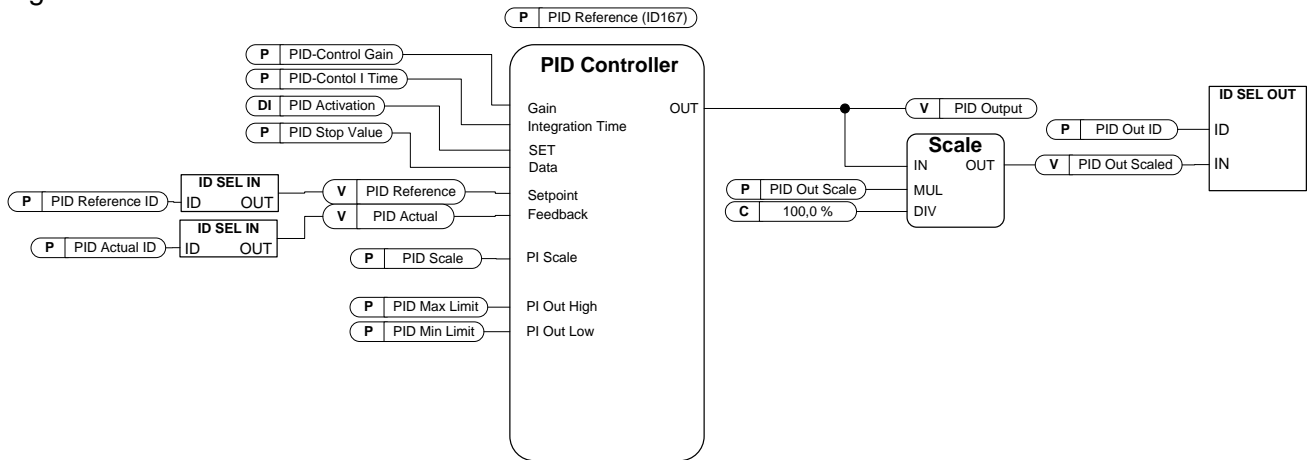 P PID Reference (ID167)
PID Controller
P PID-Control Gain
P PID-Contol I Time
DI PID Activation
P PID Stop Value
Gain OUT
Integration Time
SET
Data
Setpoint
Feedback
PI Scale
PI Out High
PI Out Low
P PID Reference ID
ID SEL IN
ID OUT
V PID Reference
P PID Actual ID
ID SEL IN
ID OUT
V PID Actual
P PID Scale
P PID Max Limit
P PID Min Limit
V PID Output
Scale
IN OUT
MUL
DIV
P PID Out Scale
C 100,0 %
P PID Out ID
V PID Out Scaled
ID SEL OUT
ID
IN